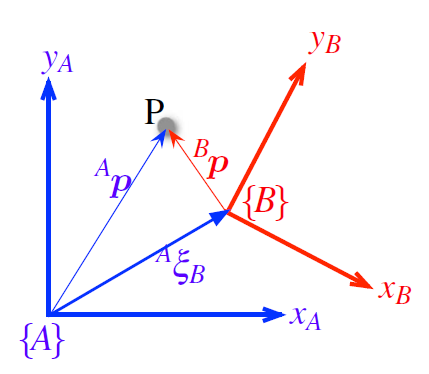 y_B
y_A
P
^A p
^B p
{B}
^A ξ_B
x_B
x_A
{A}